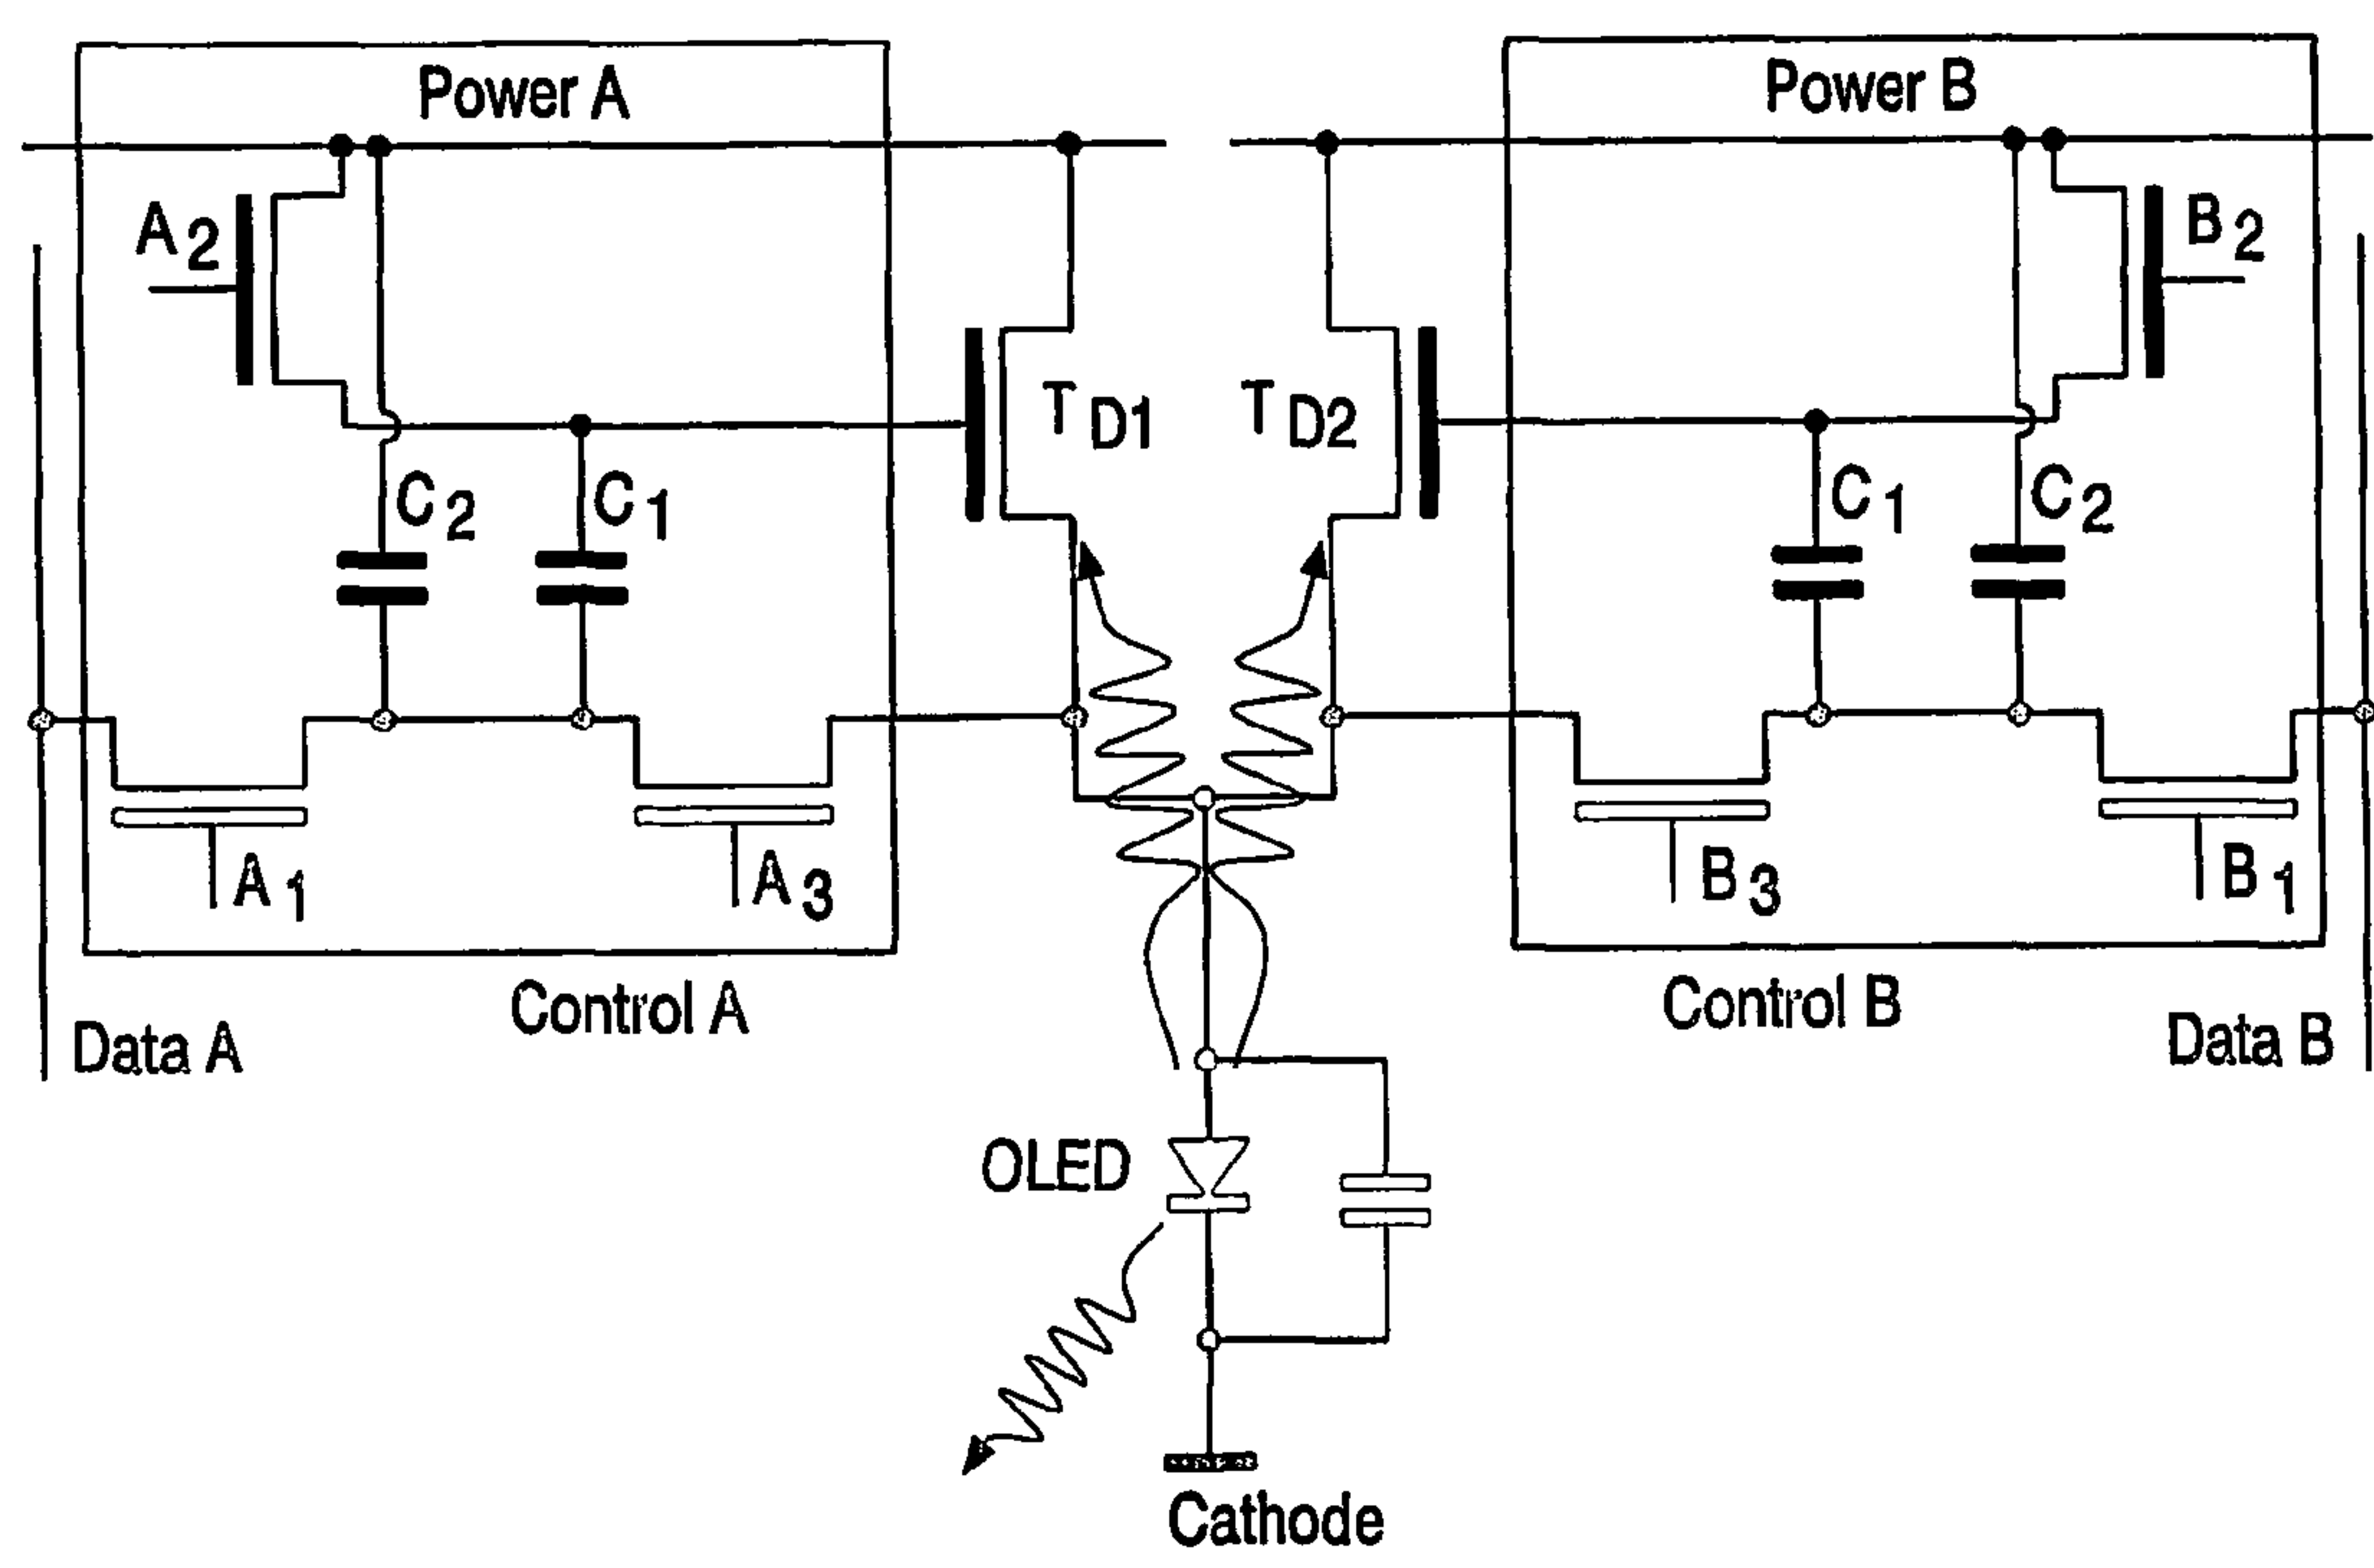 Power A
Power B
A2
B2
TD1
TD2
C2
C1
C1
C2
A1
A3
B3
B1
Control A
Control B
Data A
Data B
OLED
Cathode